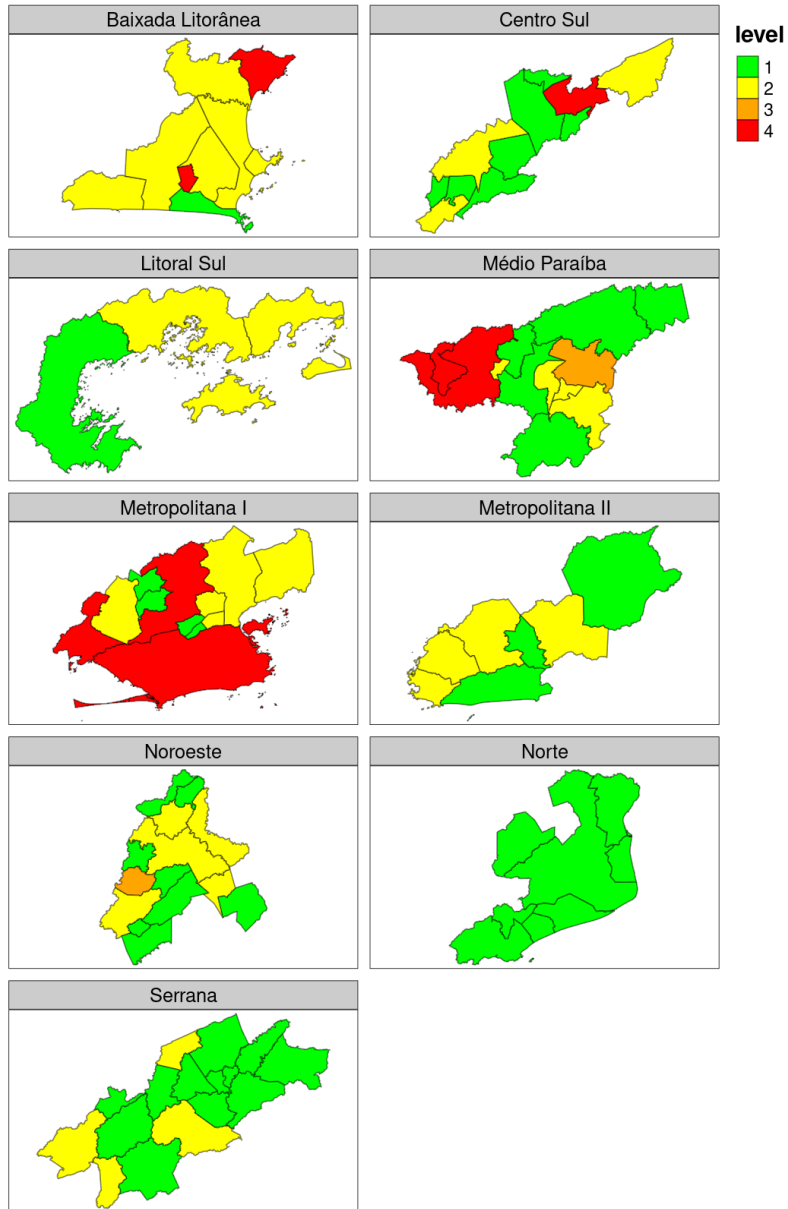 Baixada Litorânea
Centro Sul
level
1
2
3
4
Litoral Sul
Médio Paraíba
Metropolitana I
Metropolitana II
Noroeste
Norte
Serrana